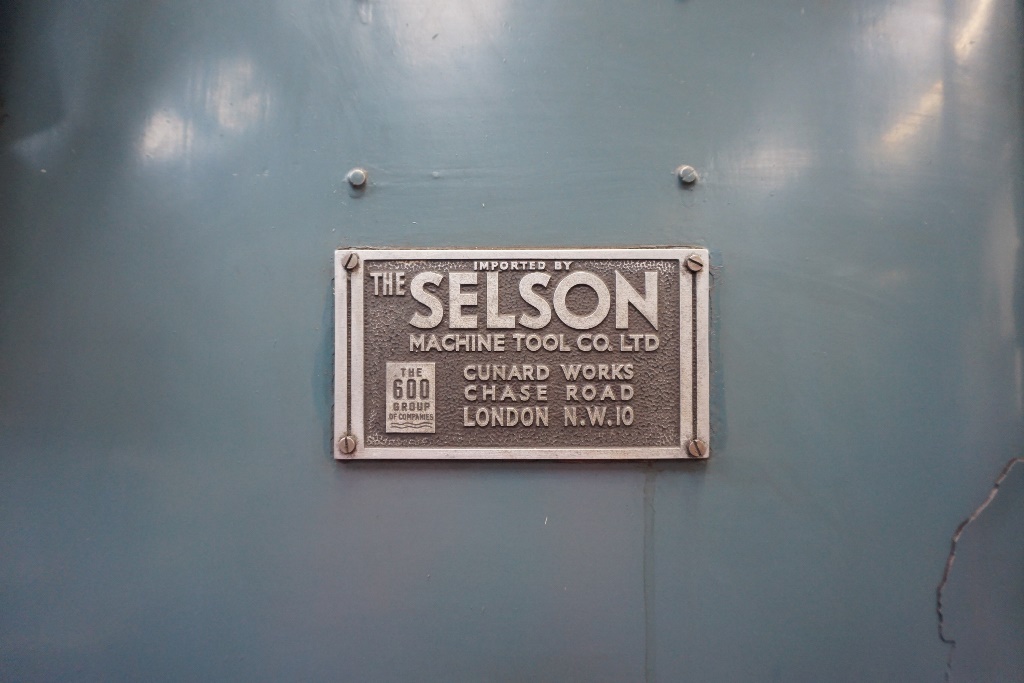 IMPORTED BY
THE SELSON
MACHINE TOOL CO. LTD
THE
600
GROUP
OF COMPANIES
CUNARD WORKS
CHASE ROAD
LONDON N.W.10